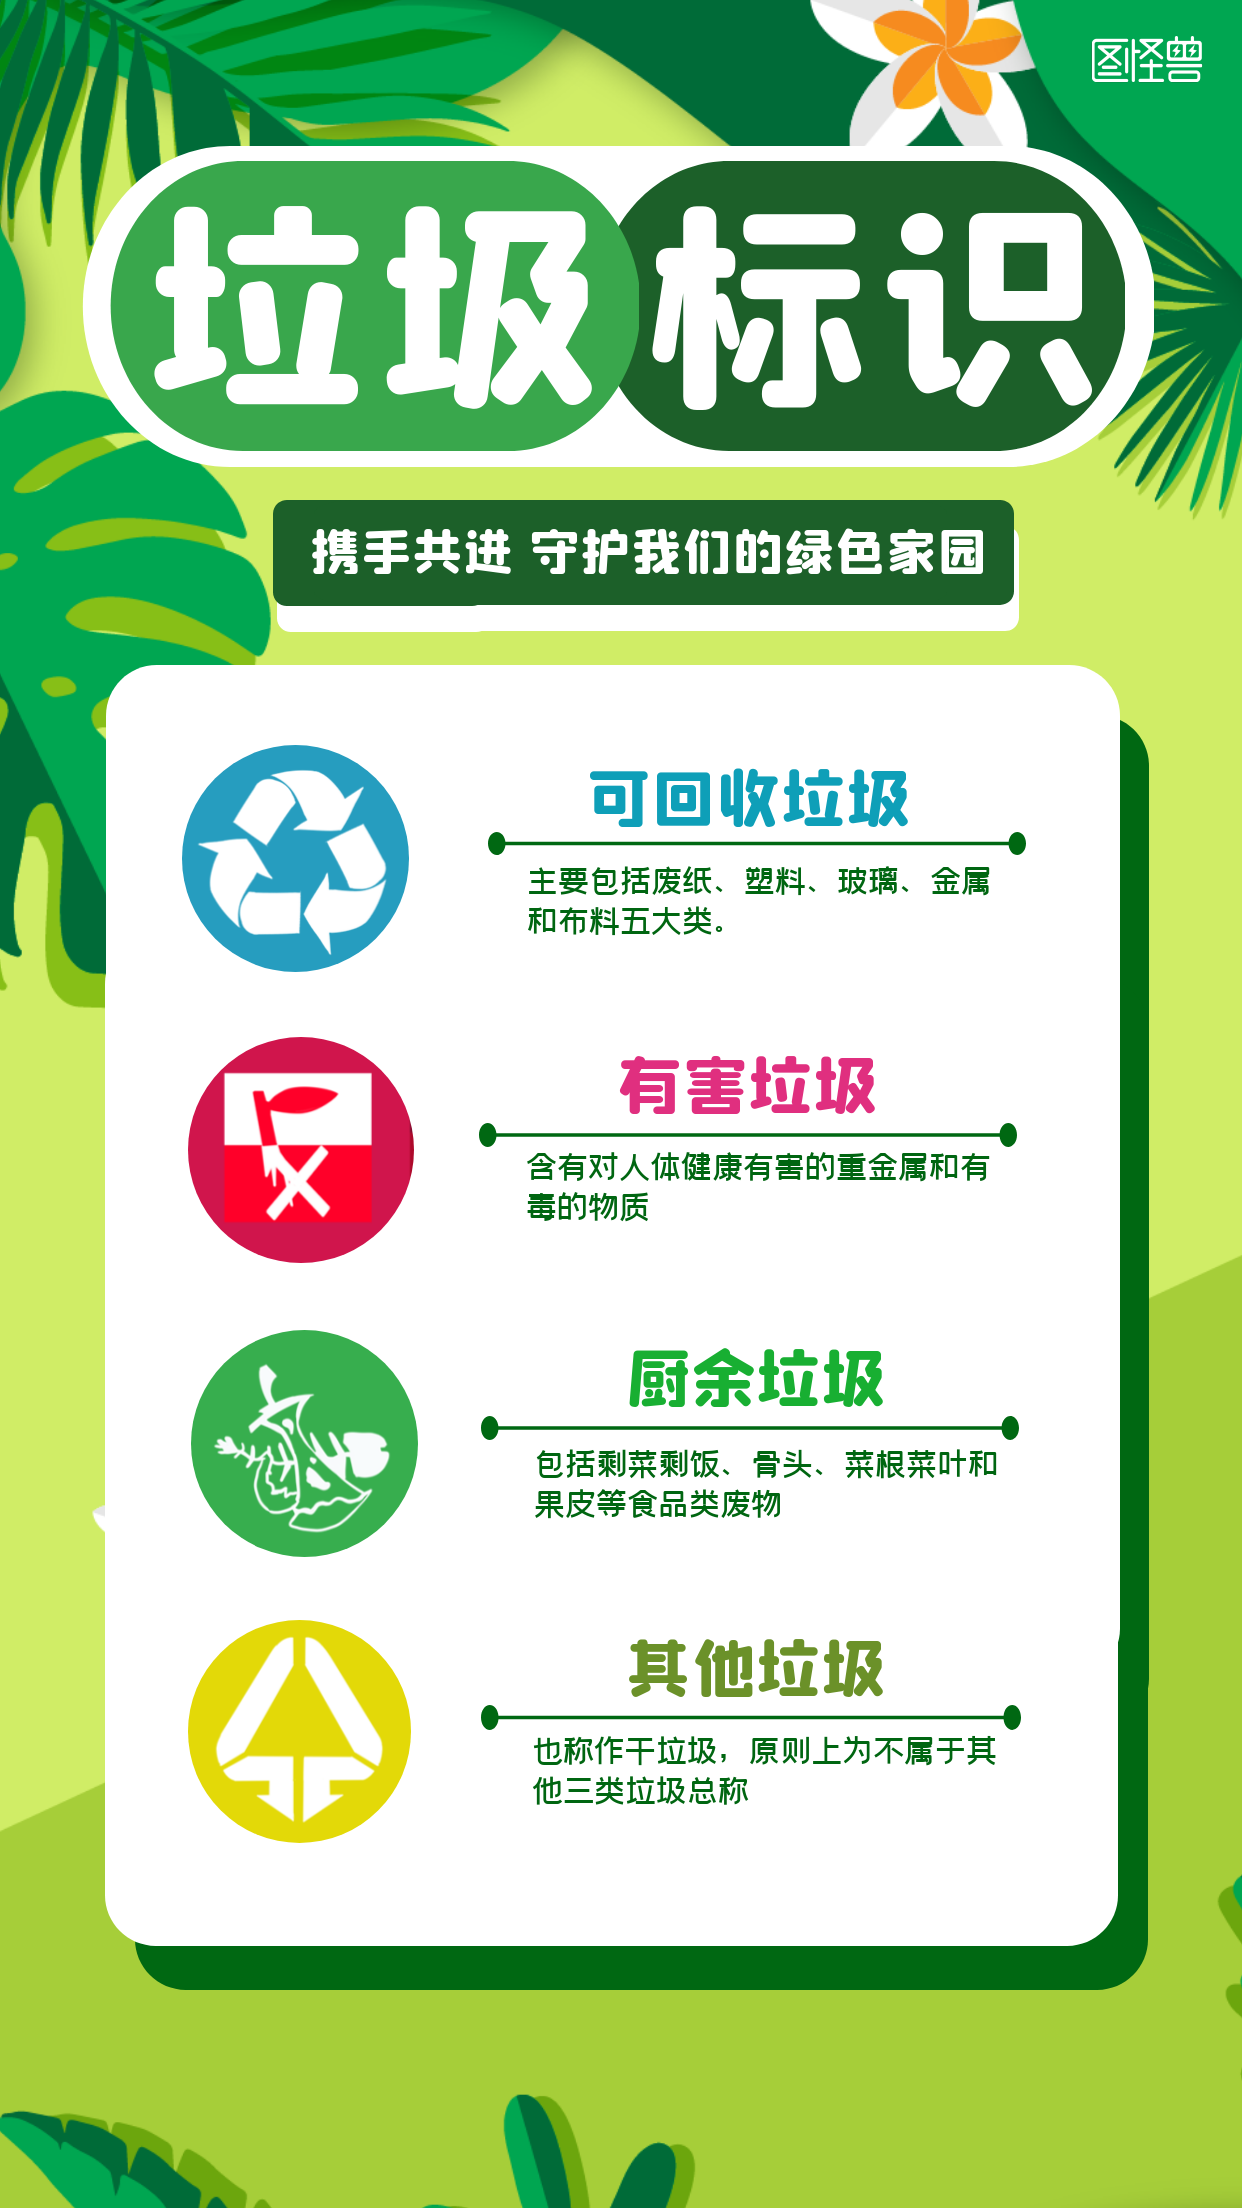 图怪兽
垃圾标识
携手共进 守护我们的绿色家园
可回收垃圾
主要包括废纸、塑料、玻璃、金属
和布料五大类。
有害垃圾
含有对人体健康有害的重金属和有
毒的物质
厨余垃圾
包括剩菜剩饭、骨头、菜根菜叶和
果皮等食品类废物
其他垃圾
也称作干垃圾，原则上为不属于其
他三类垃圾总称